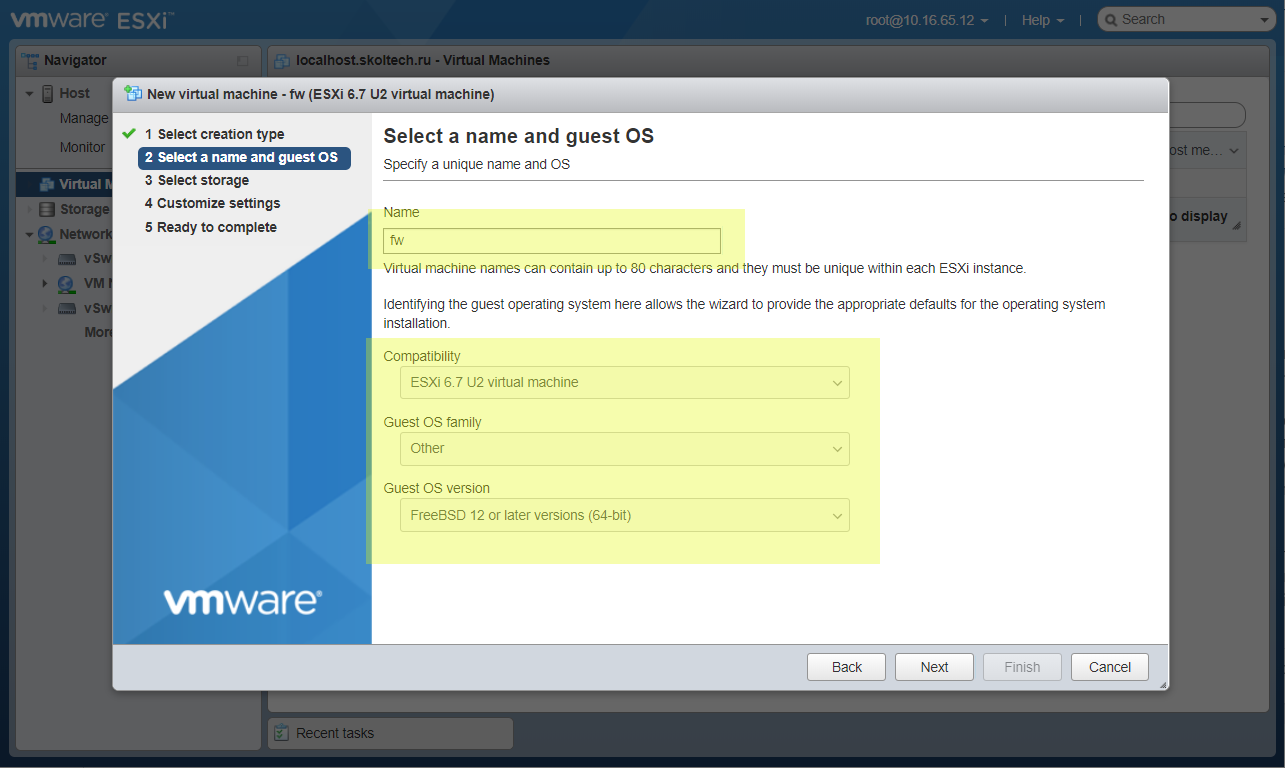 vmware ESXi™
root@10.16.65.12 | Help | Search
Navigator
localhost.skoltech.ru - Virtual Machines
Host
Manage
Monitor
Virtual M
Storage
Network
vSw
VM N
vSw
More
ost me...
o display
New virtual machine - fw (ESXi 6.7 U2 virtual machine)
1 Select creation type
2 Select a name and guest OS
3 Select storage
4 Customize settings
5 Ready to complete
vmware®
Select a name and guest OS
Specify a unique name and OS
Name
fw
Virtual machine names can contain up to 80 characters and they must be unique within each ESXi instance.
Identifying the guest operating system here allows the wizard to provide the appropriate defaults for the operating system
installation.
Compatibility
ESXi 6.7 U2 virtual machine
Guest OS family
Other
Guest OS version
FreeBSD 12 or later versions (64-bit)
Back Next Finish Cancel
Recent tasks